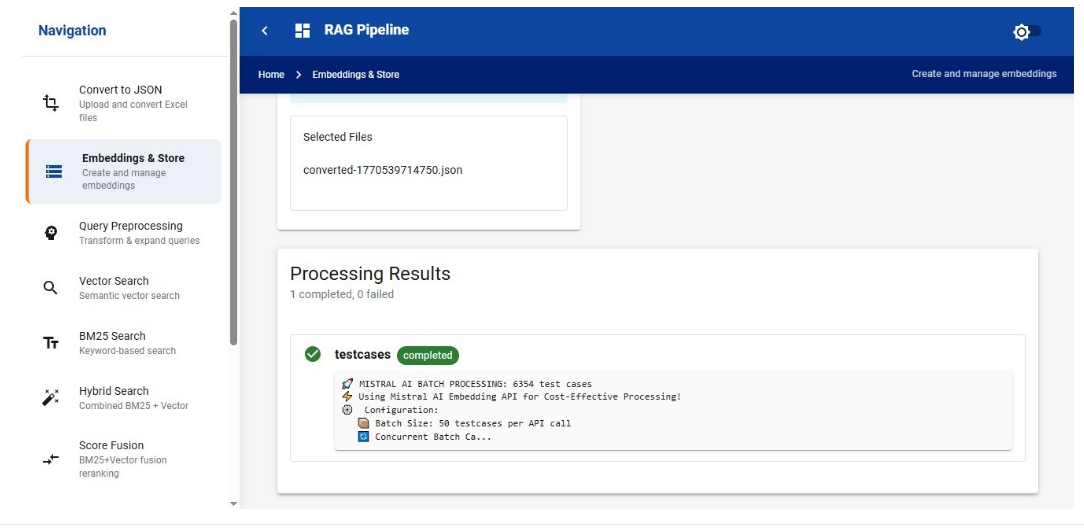 Navigation
Convert to JSON
Upload and convert Excel
files
Embeddings & Store
Create and manage
embeddings
Query Preprocessing
Transform & expand queries
Vector Search
Semantic vector search
BM25 Search
Keyword-based search
Hybrid Search
Combined BM25 + Vector
Score Fusion
BM25+Vector fusion
reranking
RAG Pipeline
Home > Embeddings & Store
Create and manage embeddings
Selected Files
converted-1770539714750.json
Processing Results
1 completed, 0 failed
testcases completed
🚀 MISTRAL AI BATCH PROCESSING: 6354 test cases
⚡ Using Mistral AI Embedding API for Cost-Effective Processing!
⚙️ Configuration:
📦 Batch Size: 50 testcases per API call
🔄 Concurrent Batch Ca...